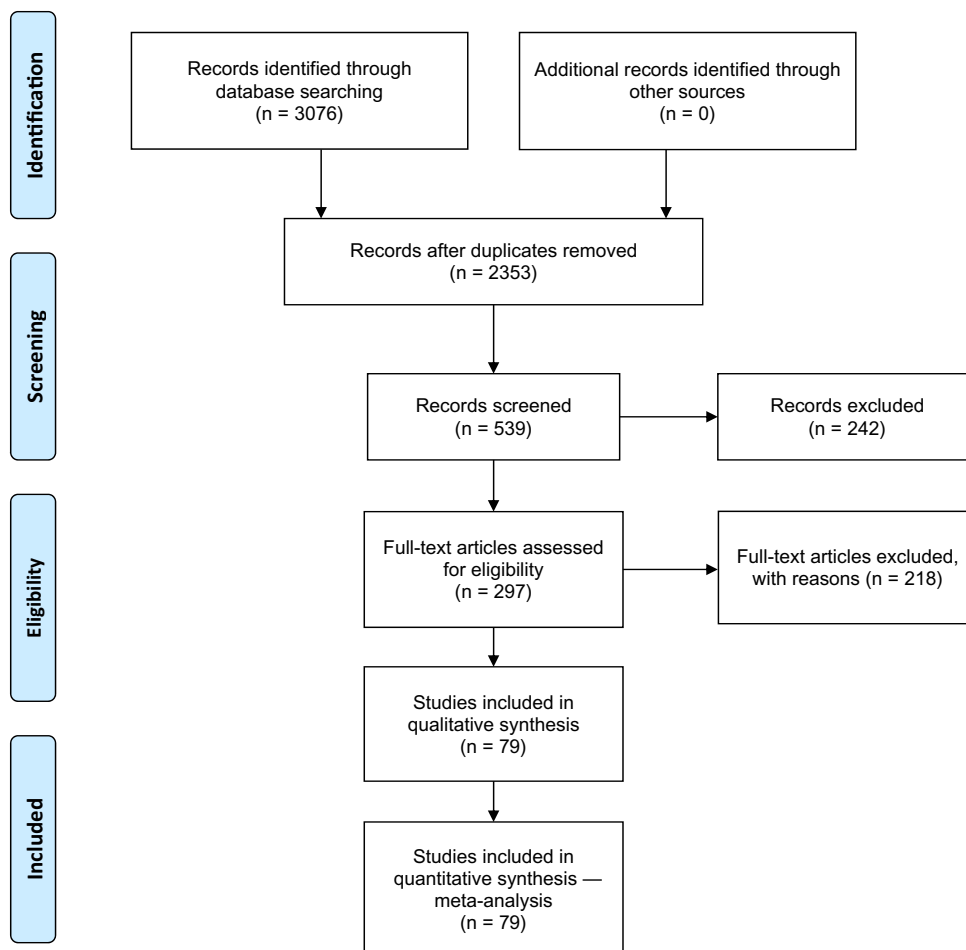 Identification
Records identified through
database searching
(n = 3076)
Additional records identified through
other sources
(n = 0)
Screening
Records after duplicates removed
(n = 2353)
Records screened
(n = 539)
Records excluded
(n = 242)
Eligibility
Full-text articles assessed
for eligibility
(n = 297)
Full-text articles excluded,
with reasons (n = 218)
Included
Studies included in
qualitative synthesis
(n = 79)
Studies included in
quantitative synthesis —
meta-analysis
(n = 79)